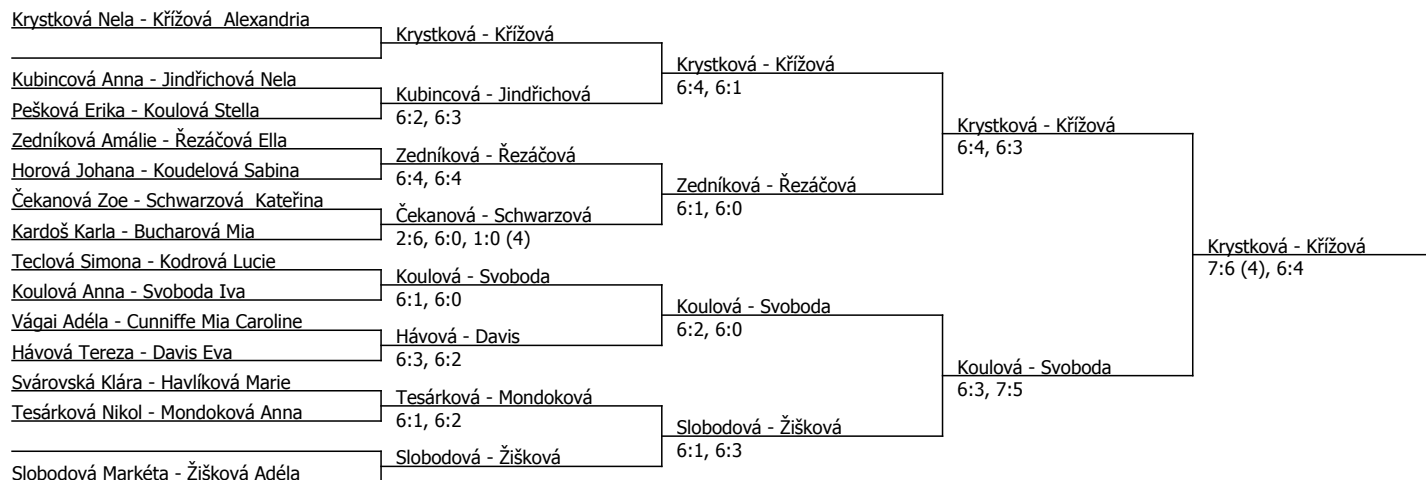 Krystková Nela - Křížová  Alexandria
Kubincová Anna - Jindřichová Nela
Pešková Erika - Koulová Stella
Zedníková Amálie - Řezáčová Ella
Horová Johana - Koudelová Sabina
Čekanová Zoe - Schwarzová  Kateřina
Kardoš Karla - Bucharová Mia
Teclová Simona - Kodrová Lucie
Koulová Anna - Svoboda Iva
Vágai Adéla - Cunniffe Mia Caroline
Hávová Tereza - Davis Eva
Svárovská Klára - Havlíková Marie
Tesárková Nikol - Mondoková Anna
Slobodová Markéta - Žišková Adéla
Krystková - Křížová
Kubincová - Jindřichová
6:2, 6:3
Zedníková - Řezáčová
6:4, 6:4
Čekanová - Schwarzová
2:6, 6:0, 1:0 (4)
Koulová - Svoboda
6:1, 6:0
Hávová - Davis
6:3, 6:2
Tesárková - Mondoková
6:1, 6:2
Slobodová - Žišková
Krystková - Křížová
6:4, 6:1
Zedníková - Řezáčová
6:1, 6:0
Koulová - Svoboda
6:2, 6:0
Slobodová - Žišková
6:1, 6:3
Krystková - Křížová
6:4, 6:3
Koulová - Svoboda
6:3, 7:5
Krystková - Křížová
7:6 (4), 6:4